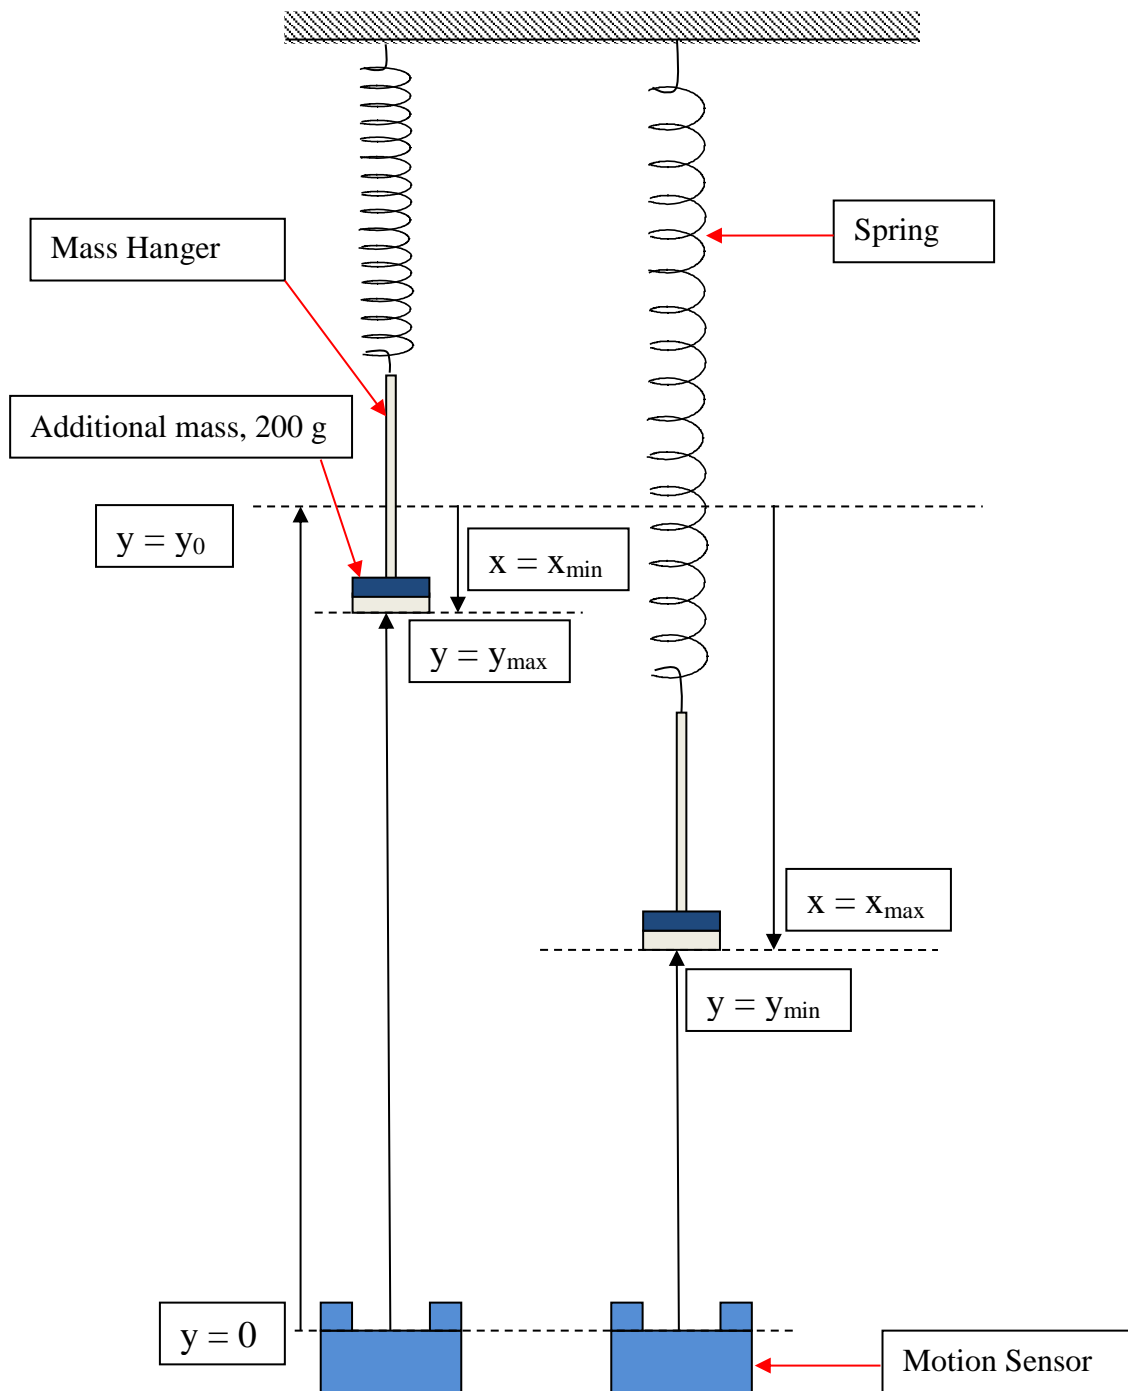 Mass Hanger
Spring
Additional mass, 200 g
y = y₀
x = xₘᵢₙ
y = yₘₐₓ
x = xₘₐₓ
y = yₘᵢₙ
y = 0
Motion Sensor